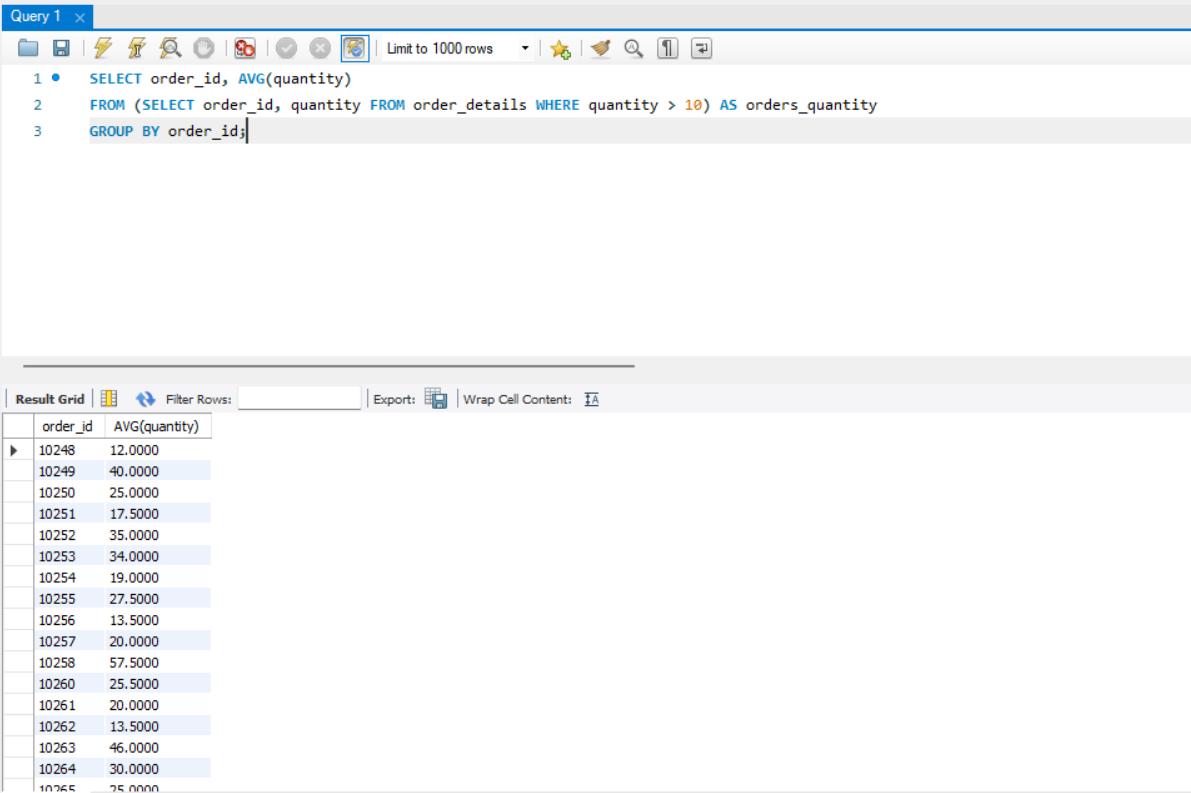 Query 1
Limit to 1000 rows
1 SELECT order_id, AVG(quantity)
2 FROM (SELECT order_id, quantity FROM order_details WHERE quantity > 10) AS orders_quantity
3 GROUP BY order_id;
Result Grid Filter Rows: Export: Wrap Cell Content:
order_id AVG(quantity)
10248 12.0000
10249 40.0000
10250 25.0000
10251 17.5000
10252 35.0000
10253 34.0000
10254 19.0000
10255 27.5000
10256 13.5000
10257 20.0000
10258 57.5000
10260 25.5000
10261 20.0000
10262 13.5000
10263 46.0000
10264 30.0000
10265 25.0000